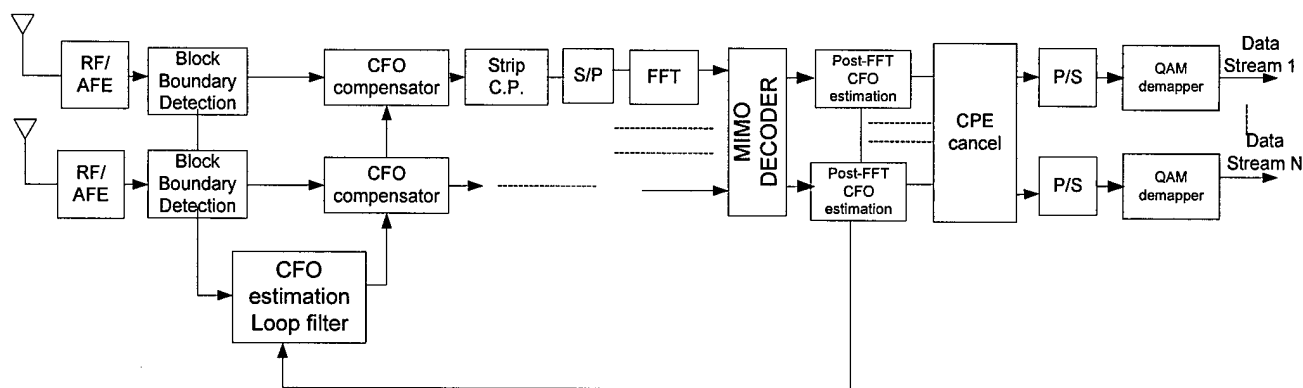 RF/
AFE
Block
Boundary
Detection
CFO
compensator
Strip
C.P.
S/P
FFT
MIMO
DECODER
Post-FFT
CFO
estimation
CPE
cancel
P/S
QAM
demapper
Data
Stream 1
RF/
AFE
Block
Boundary
Detection
CFO
compensator
Post-FFT
CFO
estimation
P/S
QAM
demapper
Data
Stream N
CFO
estimation
Loop filter